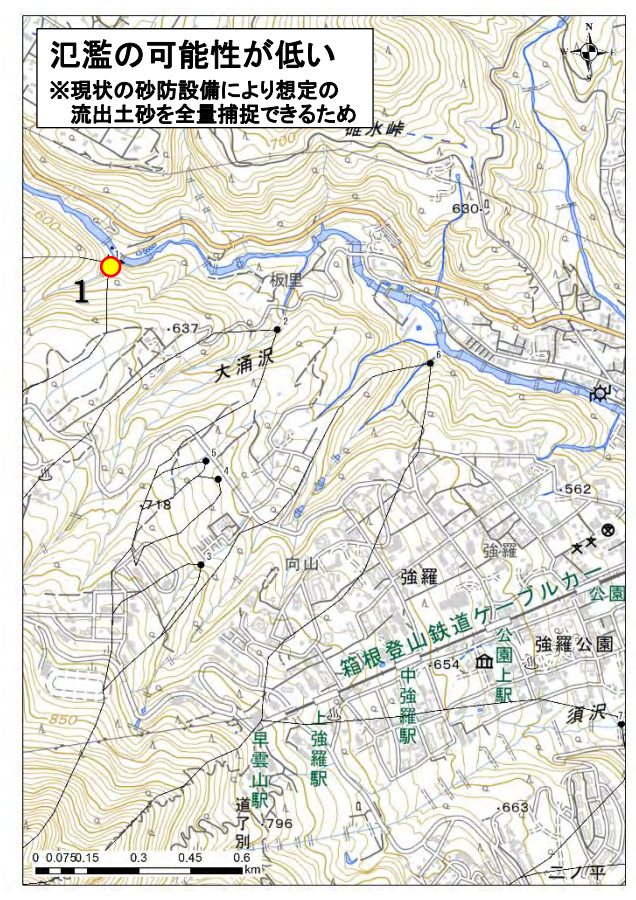 氾濫の可能性が低い
※現状の砂防設備により想定の
流出土砂を全量捕捉できるため
N
W
E
S
碓氷峠
700
600
630
1
1
板里
637
2
大涌沢
6
5
4
718
562
3
向山
強羅
強羅
箱根登山鉄道ケーブルカー
公園
654
公園上駅
強羅公園
中強羅駅
上強羅駅
早雲山駅
須沢
7
850
道了別
796
663
二ノ平
0 0.075 0.15 0.3 0.45 0.6
km